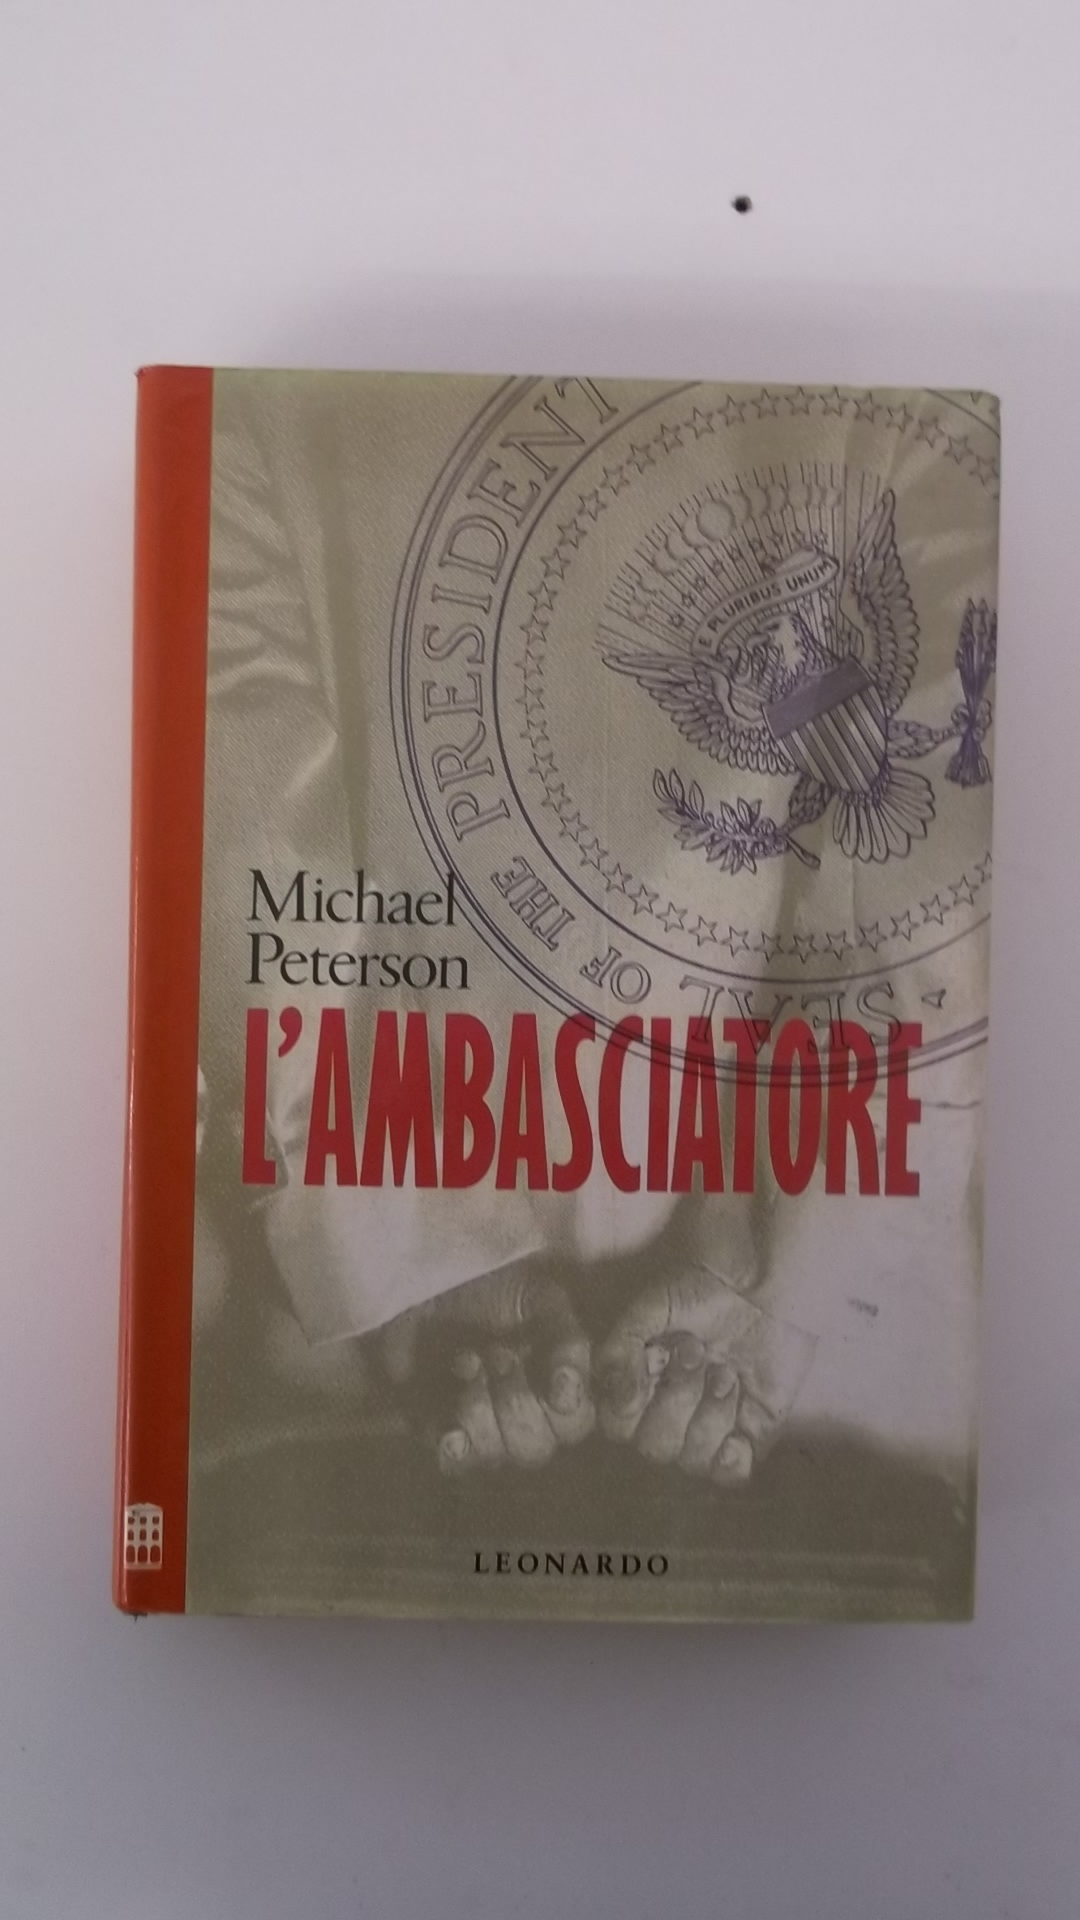 SEAL OF THE PRESIDENT
E PLURIBUS UNUM
Michael
Peterson
L'AMBASCIATORE
LEONARDO